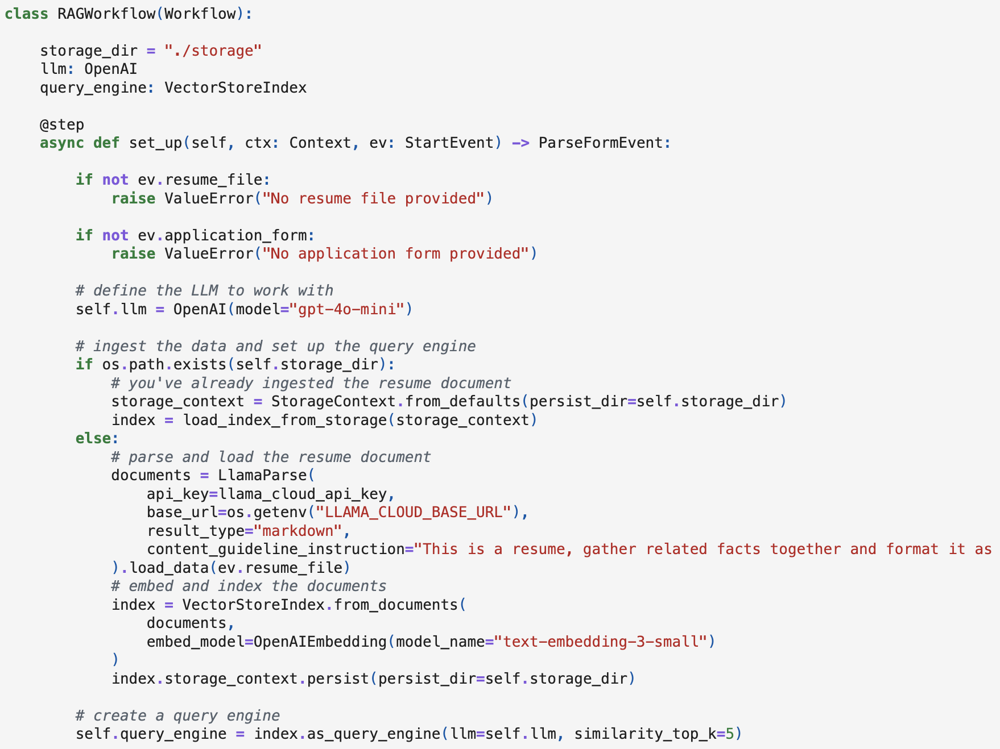 class RAGWorkflow(Workflow):
    storage_dir = "./storage"
    llm: OpenAI
    query_engine: VectorStoreIndex
    @step
    async def set_up(self, ctx: Context, ev: StartEvent) -> ParseFormEvent:
        if not ev.resume_file:
            raise ValueError("No resume file provided")
        if not ev.application_form:
            raise ValueError("No application form provided")
        # define the LLM to work with
        self.llm = OpenAI(model="gpt-4o-mini")
        # ingest the data and set up the query engine
        if os.path.exists(self.storage_dir):
            # you've already ingested the resume document
            storage_context = StorageContext.from_defaults(persist_dir=self.storage_dir)
            index = load_index_from_storage(storage_context)
        else:
            # parse and load the resume document
            documents = LlamaParse(
                api_key=llama_cloud_api_key,
                base_url=os.getenv("LLAMA_CLOUD_BASE_URL"),
                result_type="markdown",
                content_guideline_instruction="This is a resume, gather related facts together and format it as
            ).load_data(ev.resume_file)
            # embed and index the documents
            index = VectorStoreIndex.from_documents(
                documents,
                embed_model=OpenAIEmbedding(model_name="text-embedding-3-small")
            )
            index.storage_context.persist(persist_dir=self.storage_dir)
        # create a query engine
        self.query_engine = index.as_query_engine(llm=self.llm, similarity_top_k=5)